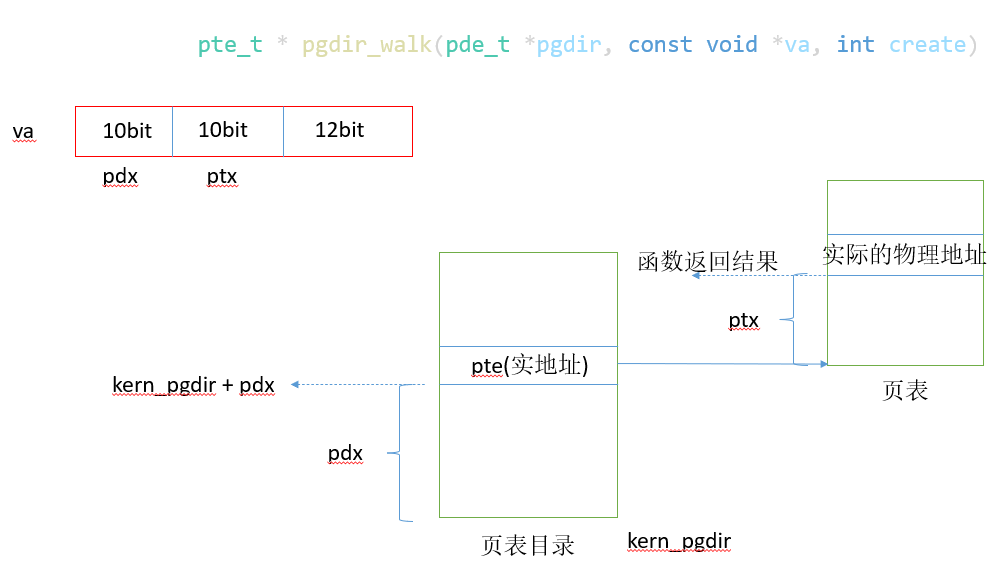 pte_t * pgdir_walk(pde_t *pgdir, const void *va, int create)
va
10bit
10bit
12bit
pdx
ptx
实际的物理地址
函数返回结果
ptx
pte(实地址)
kern_pgdir + pdx
页表
pdx
页表目录
kern_pgdir